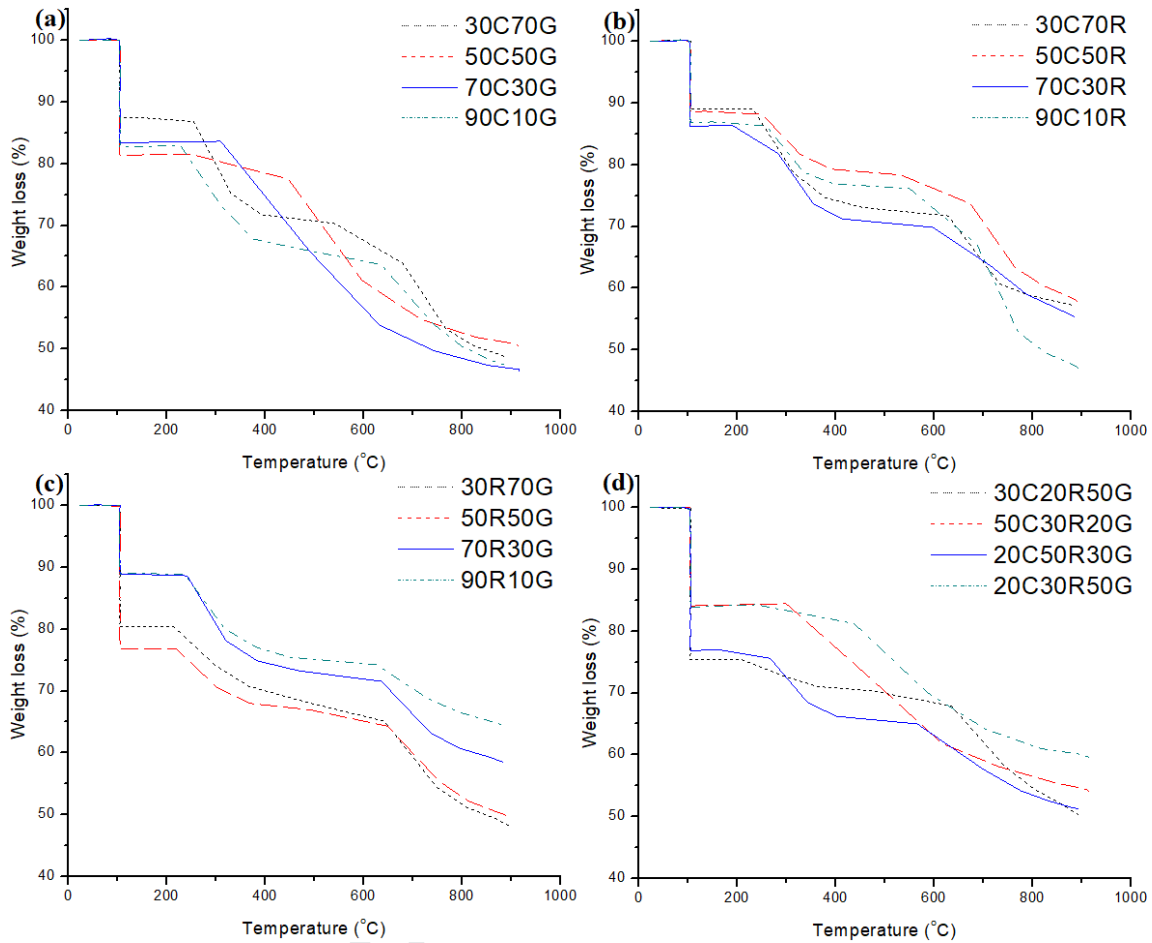 (a)
30C70G
50C50G
70C30G
90C10G
100
90
80
70
60
50
40
Weight loss (%)
0 200 400 600 800 1000
Temperature (°C)
(b)
30C70R
50C50R
70C30R
90C10R
100
90
80
70
60
50
40
Weight loss (%)
0 200 400 600 800 1000
Temperature (°C)
(c)
30R70G
50R50G
70R30G
90R10G
100
90
80
70
60
50
40
Weight loss (%)
0 200 400 600 800 1000
Temperature (°C)
(d)
30C20R50G
50C30R20G
20C50R30G
20C30R50G
100
90
80
70
60
50
40
Weight loss (%)
0 200 400 600 800 1000
Temperature (°C)